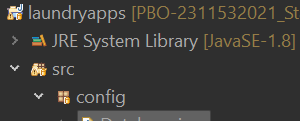 laundryapps [PBO-2311532021_St
JRE System Library [JavaSE-1.8]
src
config